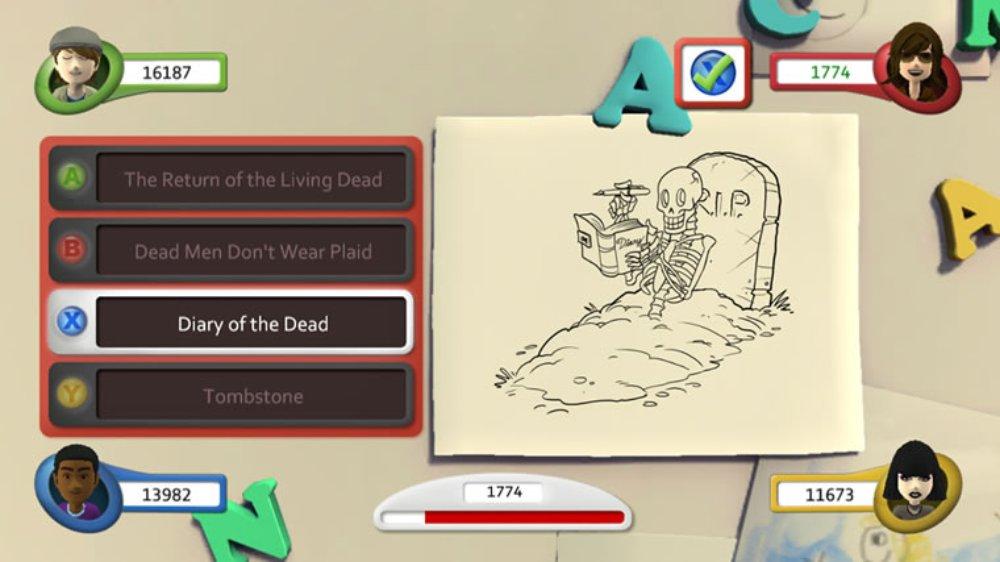 16187
1774
A
A
N
C
A The Return of the Living Dead
B Dead Men Don't Wear Plaid
X Diary of the Dead
Y Tombstone
R.I.P
Diary
13982
1774
11673
N